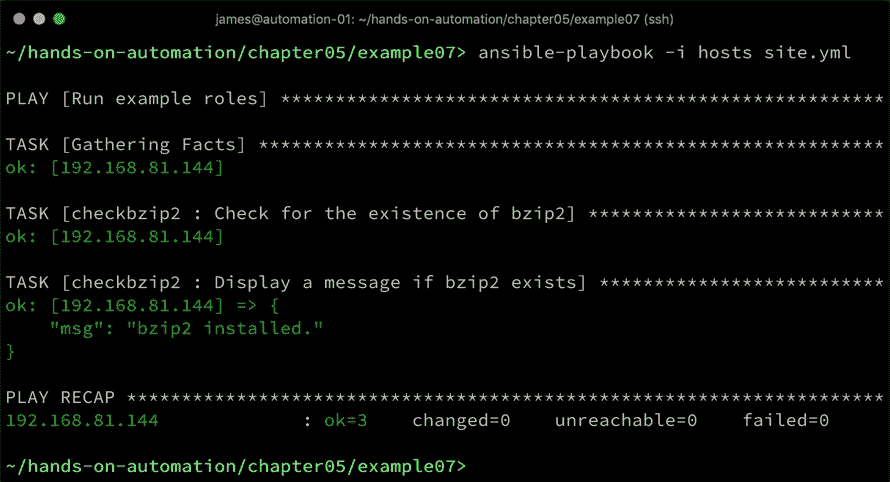 james@automation-01: ~/hands-on-automation/chapter05/example07 (ssh)
~/hands-on-automation/chapter05/example07> ansible-playbook -i hosts site.yml
PLAY [Run example roles] *******************************************************
TASK [Gathering Facts] *********************************************************
ok: [192.168.81.144]
TASK [checkbzip2 : Check for the existence of bzip2] ***************************
ok: [192.168.81.144]
TASK [checkbzip2 : Display a message if bzip2 exists] **************************
ok: [192.168.81.144] => {
    "msg": "bzip2 installed."
}
PLAY RECAP *********************************************************************
192.168.81.144             : ok=3    changed=0    unreachable=0    failed=0
~/hands-on-automation/chapter05/example07>